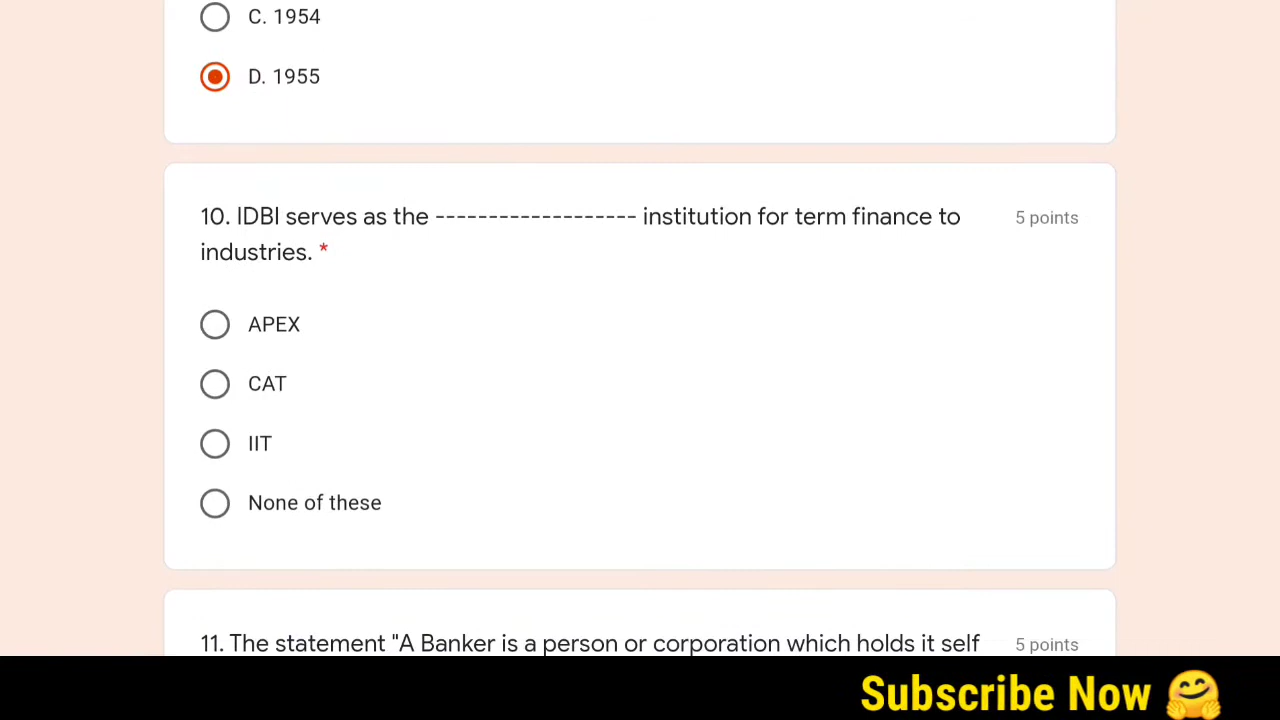 C. 1954
D. 1955
10. IDBI serves as the ------------------- institution for term finance to
industries. *
5 points
APEX
CAT
IIT
None of these
11. The statement "A Banker is a person or corporation which holds it self
5 points
Subscribe Now 🤗